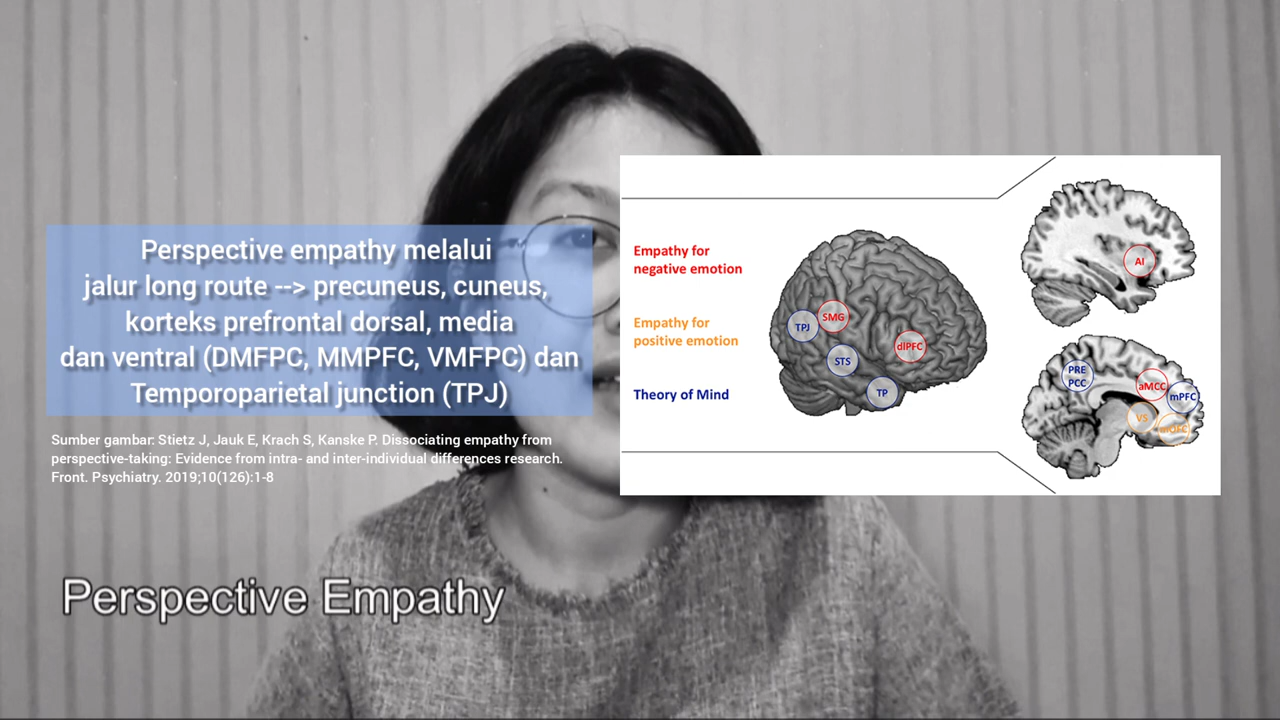 Perspective empathy melalui
jalur long route --> precuneus, cuneus,
korteks prefrontal dorsal, media
dan ventral (DMFPC, MMPFC, VMFPC) dan
Temporoparietal junction (TPJ)
Sumber gambar: Stietz J, Jauk E, Krach S, Kanske P. Dissociating empathy from
perspective-taking: Evidence from intra- and inter-individual differences research.
Front. Psychiatry. 2019;10(126):1-8
Perspective Empathy
Empathy for
negative emotion
Empathy for
positive emotion
Theory of Mind
TPJ
SMG
STS
dlPFC
TP
AI
PRE
PCC
aMCC
mPFC
VS
mOFC